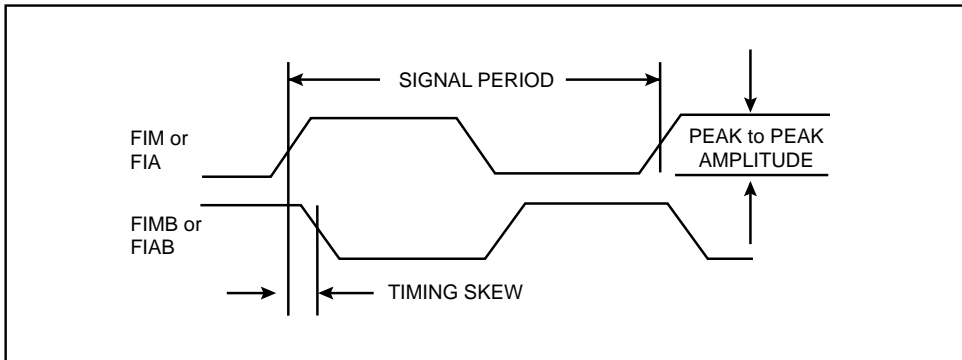 SIGNAL PERIOD
FIM or
FIA
PEAK to PEAK
AMPLITUDE
FIMB or
FIAB
TIMING SKEW